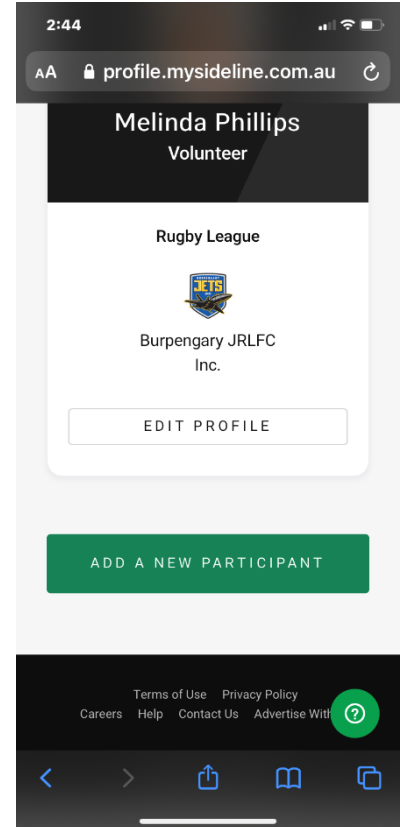 2:44
AA profile.mysideline.com.au
Melinda Phillips
Volunteer
Rugby League
JETS
Burpengary JRLFC
Inc.
EDIT PROFILE
ADD A NEW PARTICIPANT
Terms of Use Privacy Policy
Careers Help Contact Us Advertise With
?